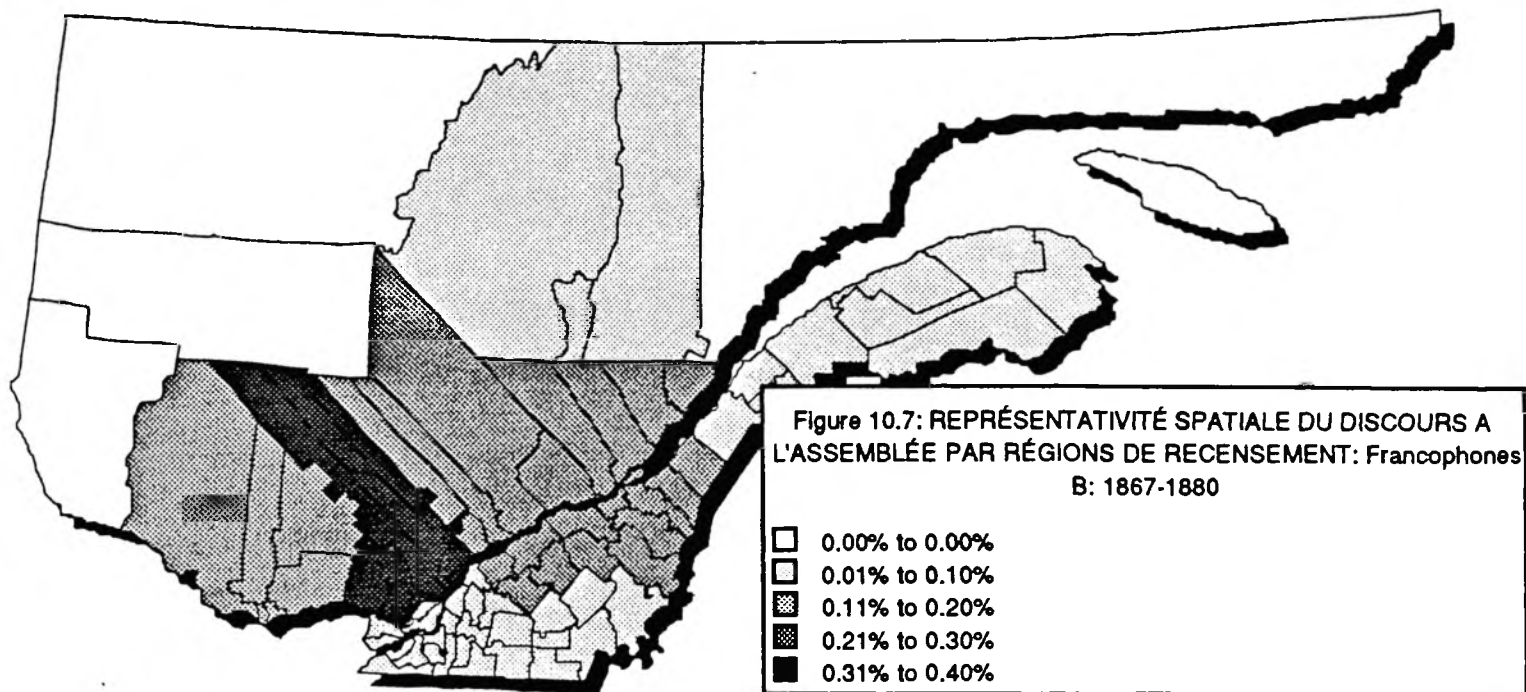 Figure 10.7: REPRÉSENTATIVITÉ SPATIALE DU DISCOURS A
L'ASSEMBLÉE PAR RÉGIONS DE RECENSEMENT: Francophones
B: 1867-1880
0.00% to 0.00%
0.01% to 0.10%
0.11% to 0.20%
0.21% to 0.30%
0.31% to 0.40%